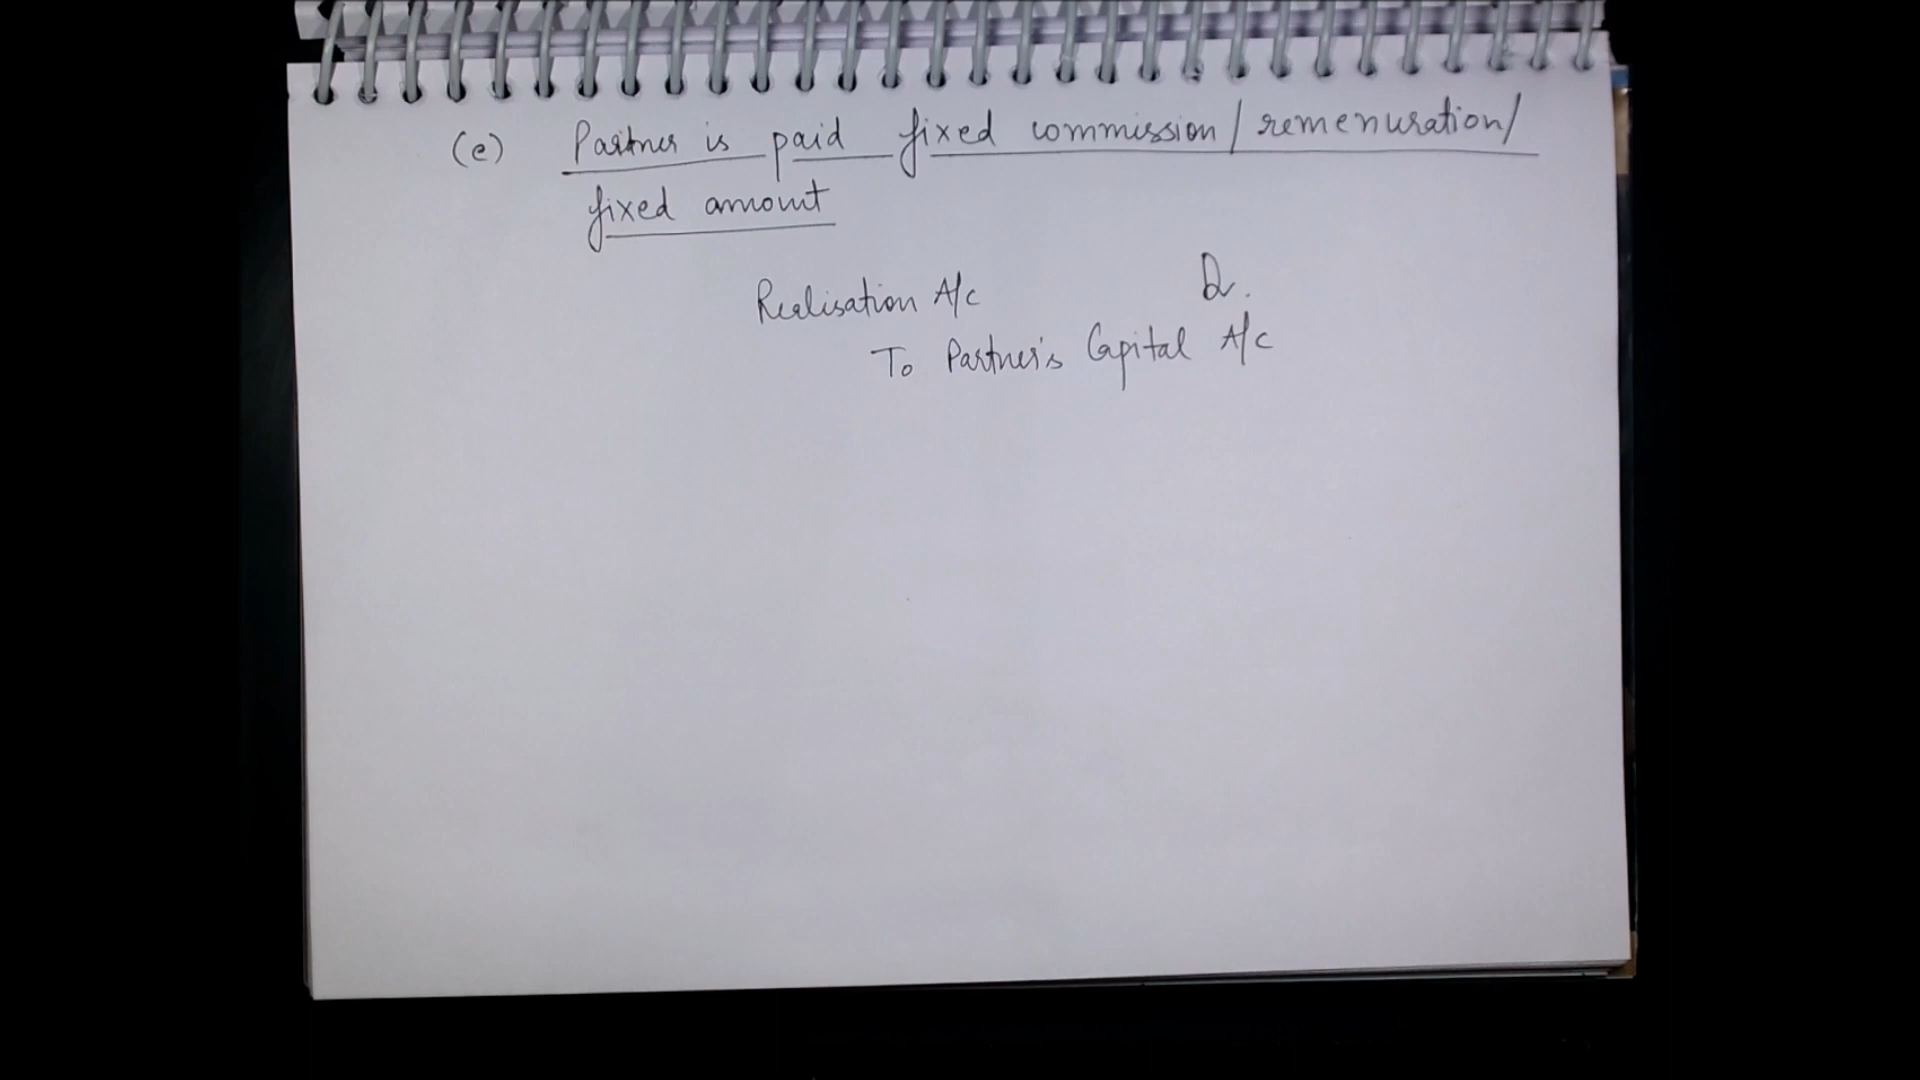 (e) Partner is paid fixed commission / remenuration /
fixed amount
Realisation A/c Dr.
To Partner's Capital A/c